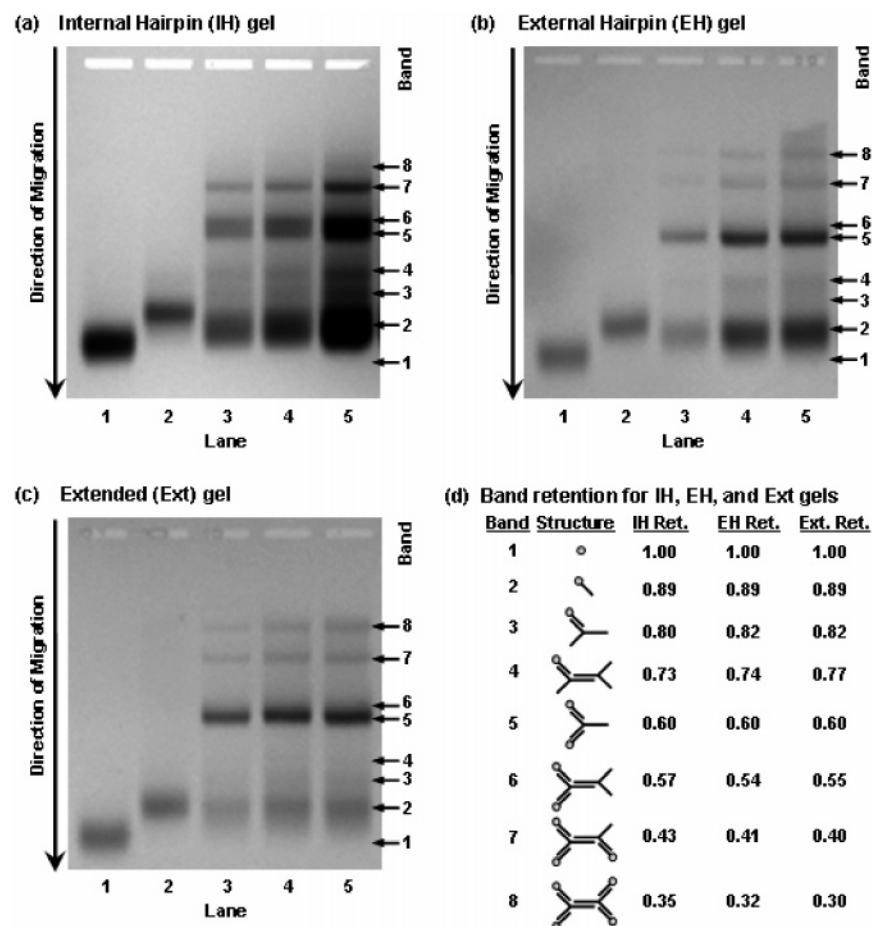 (a) Internal Hairpin (IH) gel
Direction of Migration
Band
8
7
6
5
4
3
2
1
1 2 3 4 5
Lane
(b) External Hairpin (EH) gel
Direction of Migration
Band
8
7
6
5
4
3
2
1
1 2 3 4 5
Lane
(c) Extended (Ext) gel
Direction of Migration
Band
8
7
6
5
4
3
2
1
1 2 3 4 5
Lane
(d) Band retention for IH, EH, and Ext gels
Band Structure IH Ret. EH Ret. Ext. Ret.
1 1.00 1.00 1.00
2 0.89 0.89 0.89
3 0.80 0.82 0.82
4 0.73 0.74 0.77
5 0.60 0.60 0.60
6 0.57 0.54 0.55
7 0.43 0.41 0.40
8 0.35 0.32 0.30